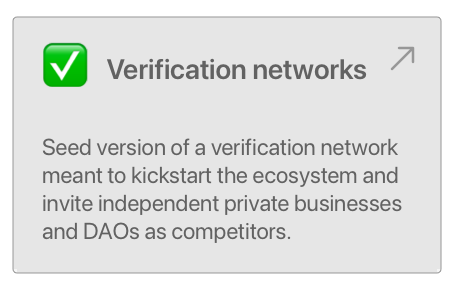 Verification networks
Seed version of a verification network
meant to kickstart the ecosystem and
invite independent private businesses
and DAOs as competitors.